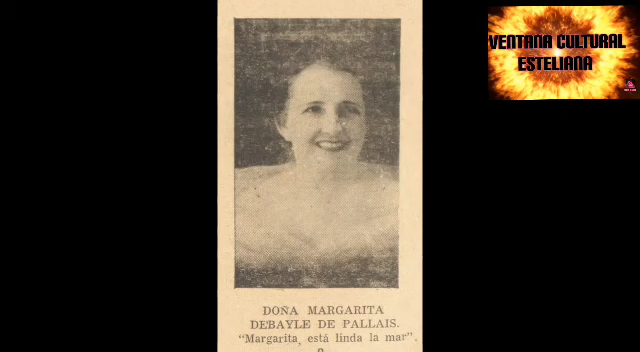 VENTANA CULTURAL
ESTELIANA
DOÑA MARGARITA
DEBAYLE DE PALLAIS.
"Margarita, está linda la mar".